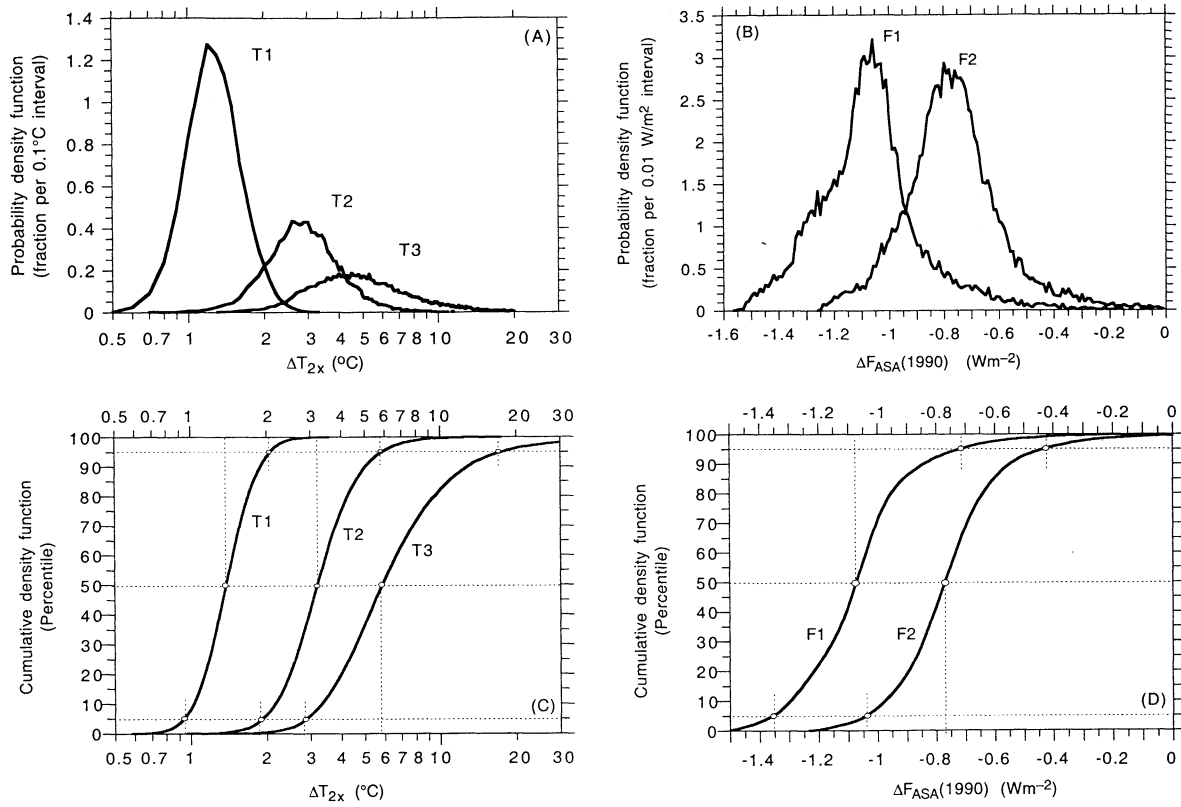 (A)
Probability density function
(fraction per 0.1°C interval)
1.4
1.2
1
0.8
0.6
0.4
0.2
0
T1
T2
T3
0.5 0.7 1 2 3 4 5 6 7 8 10 20 30
ΔT2x (°C)
(B)
Probability density function
(fraction per 0.01 W/m² interval)
3.5
3
2.5
2
1.5
1
0.5
0
F1
F2
-1.6 -1.4 -1.2 -1 -0.8 -0.6 -0.4 -0.2 0
ΔFASA(1990) (Wm⁻²)
0.5 0.7 1 2 3 4 5 6 7 8 10 20 30
Cumulative density function
(Percentile)
100
90
80
70
60
50
40
30
20
10
0
T1
T2
T3
(C)
0.5 0.7 1 2 3 4 5 6 7 8 10 20 30
ΔT2x (°C)
-1.4 -1.2 -1 -0.8 -0.6 -0.4 -0.2 0
Cumulative density function
(Percentile)
100
90
80
70
60
50
40
30
20
10
0
F1
F2
(D)
-1.4 -1.2 -1 -0.8 -0.6 -0.4 -0.2 0
ΔFASA(1990) (Wm⁻²)